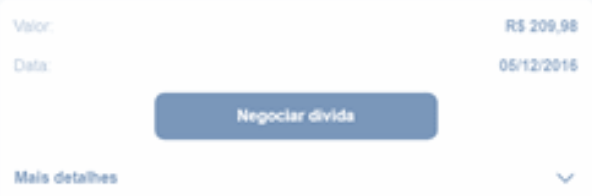 Valor: R$ 209,98
Data: 05/12/2016
Negociar dívida
Mais detalhes